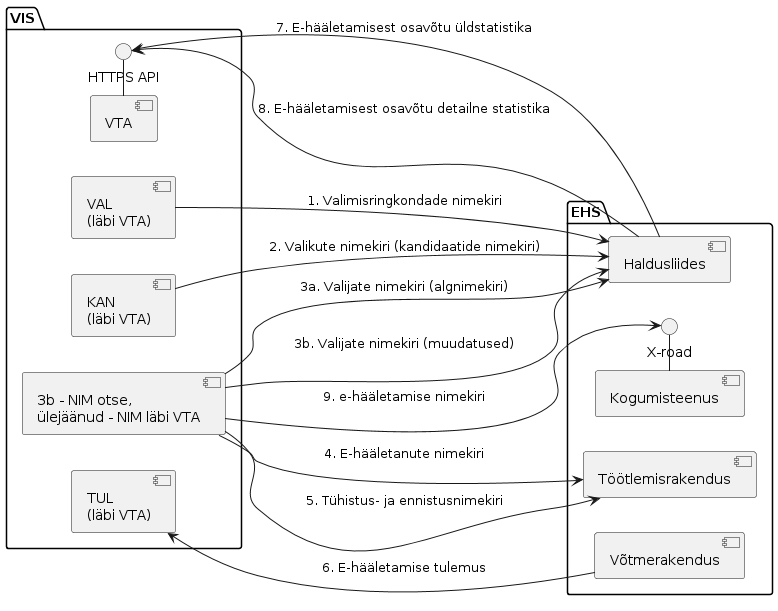 VIS
7. E-hääletamisest osavõtu üldstatistika
HTTPS API
VTA
8. E-hääletamisest osavõtu detailne statistika
VAL
(läbi VTA)
1. Valimisringkondade nimekiri
EHS
KAN
(läbi VTA)
2. Valikute nimekiri (kandidaatide nimekiri)
Haldusliides
3a. Valijate nimekiri (algnimekiri)
3b. Valijate nimekiri (muudatused)
X-road
3b - NIM otse,
ülejäänud - NIM läbi VTA
9. e-hääletamise nimekiri
Kogumisteenus
4. E-hääletanute nimekiri
Töötlemisrakendus
TUL
(läbi VTA)
5. Tühistus- ja ennistusnimekiri
6. E-hääletamise tulemus
Võtmerakendus